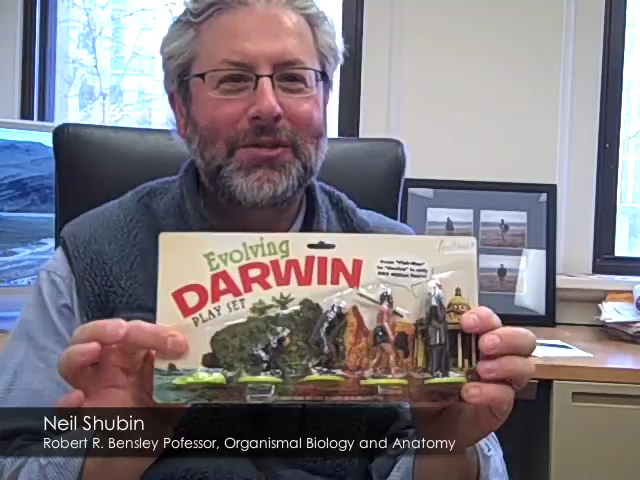 Evolving
DARWIN
PLAY SET
Neil Shubin
Robert R. Bensley Pofessor, Organismal Biology and Anatomy